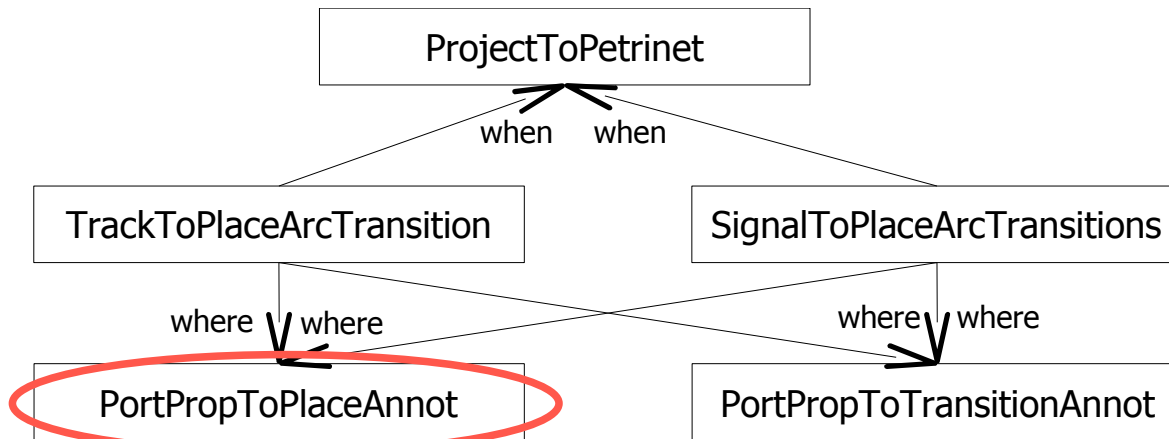 ProjectToPetrinet
when when
TrackToPlaceArcTransition
SignalToPlaceArcTransitions
where where
where where
PortPropToPlaceAnnot
PortPropToTransitionAnnot